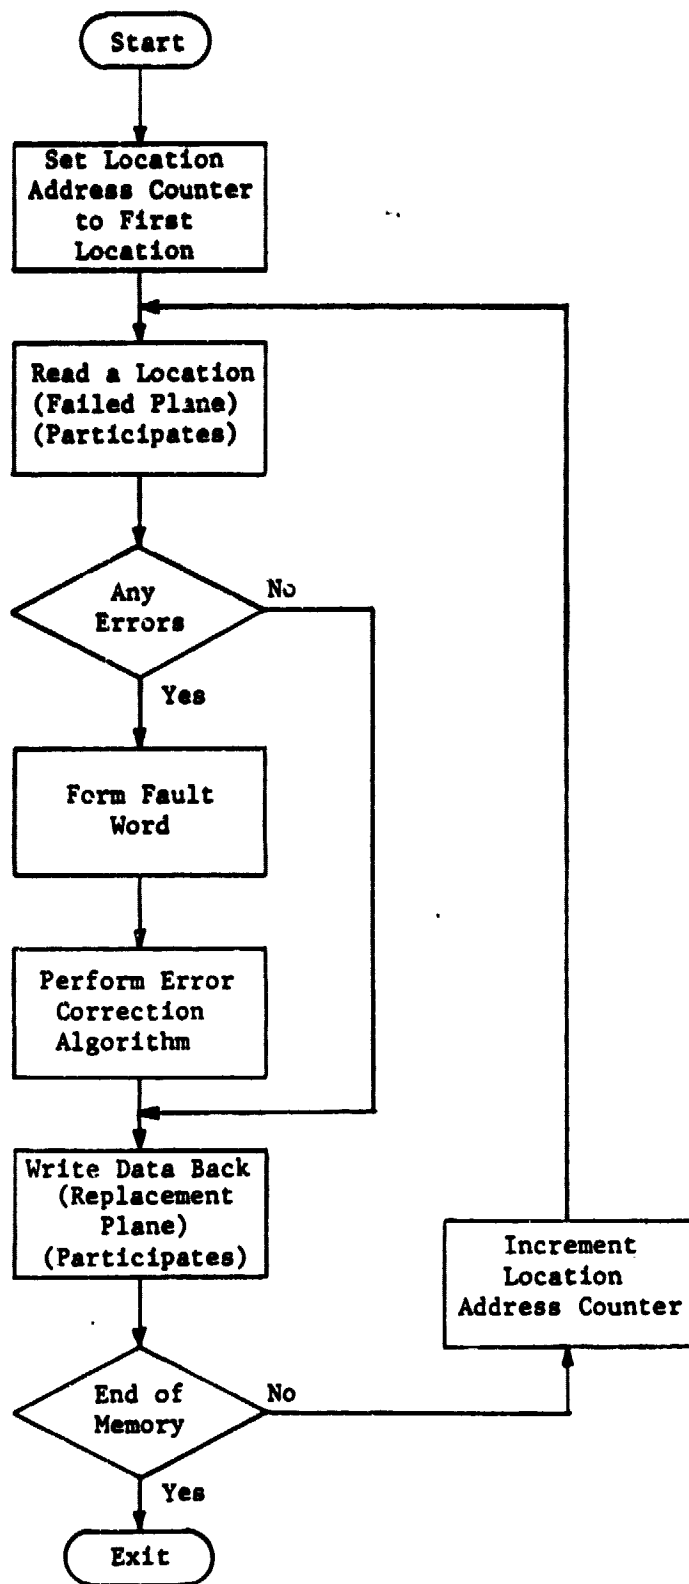 Start
Set Location
Address Counter
to First
Location
Read a Location
(Failed Plane)
(Participates)
Any
Errors
No
Yes
Form Fault
Word
Perform Error
Correction
Algorithm
Write Data Back
(Replacement
Plane)
(Participates)
Increment
Location
Address Counter
End of
Memory
No
Yes
Exit